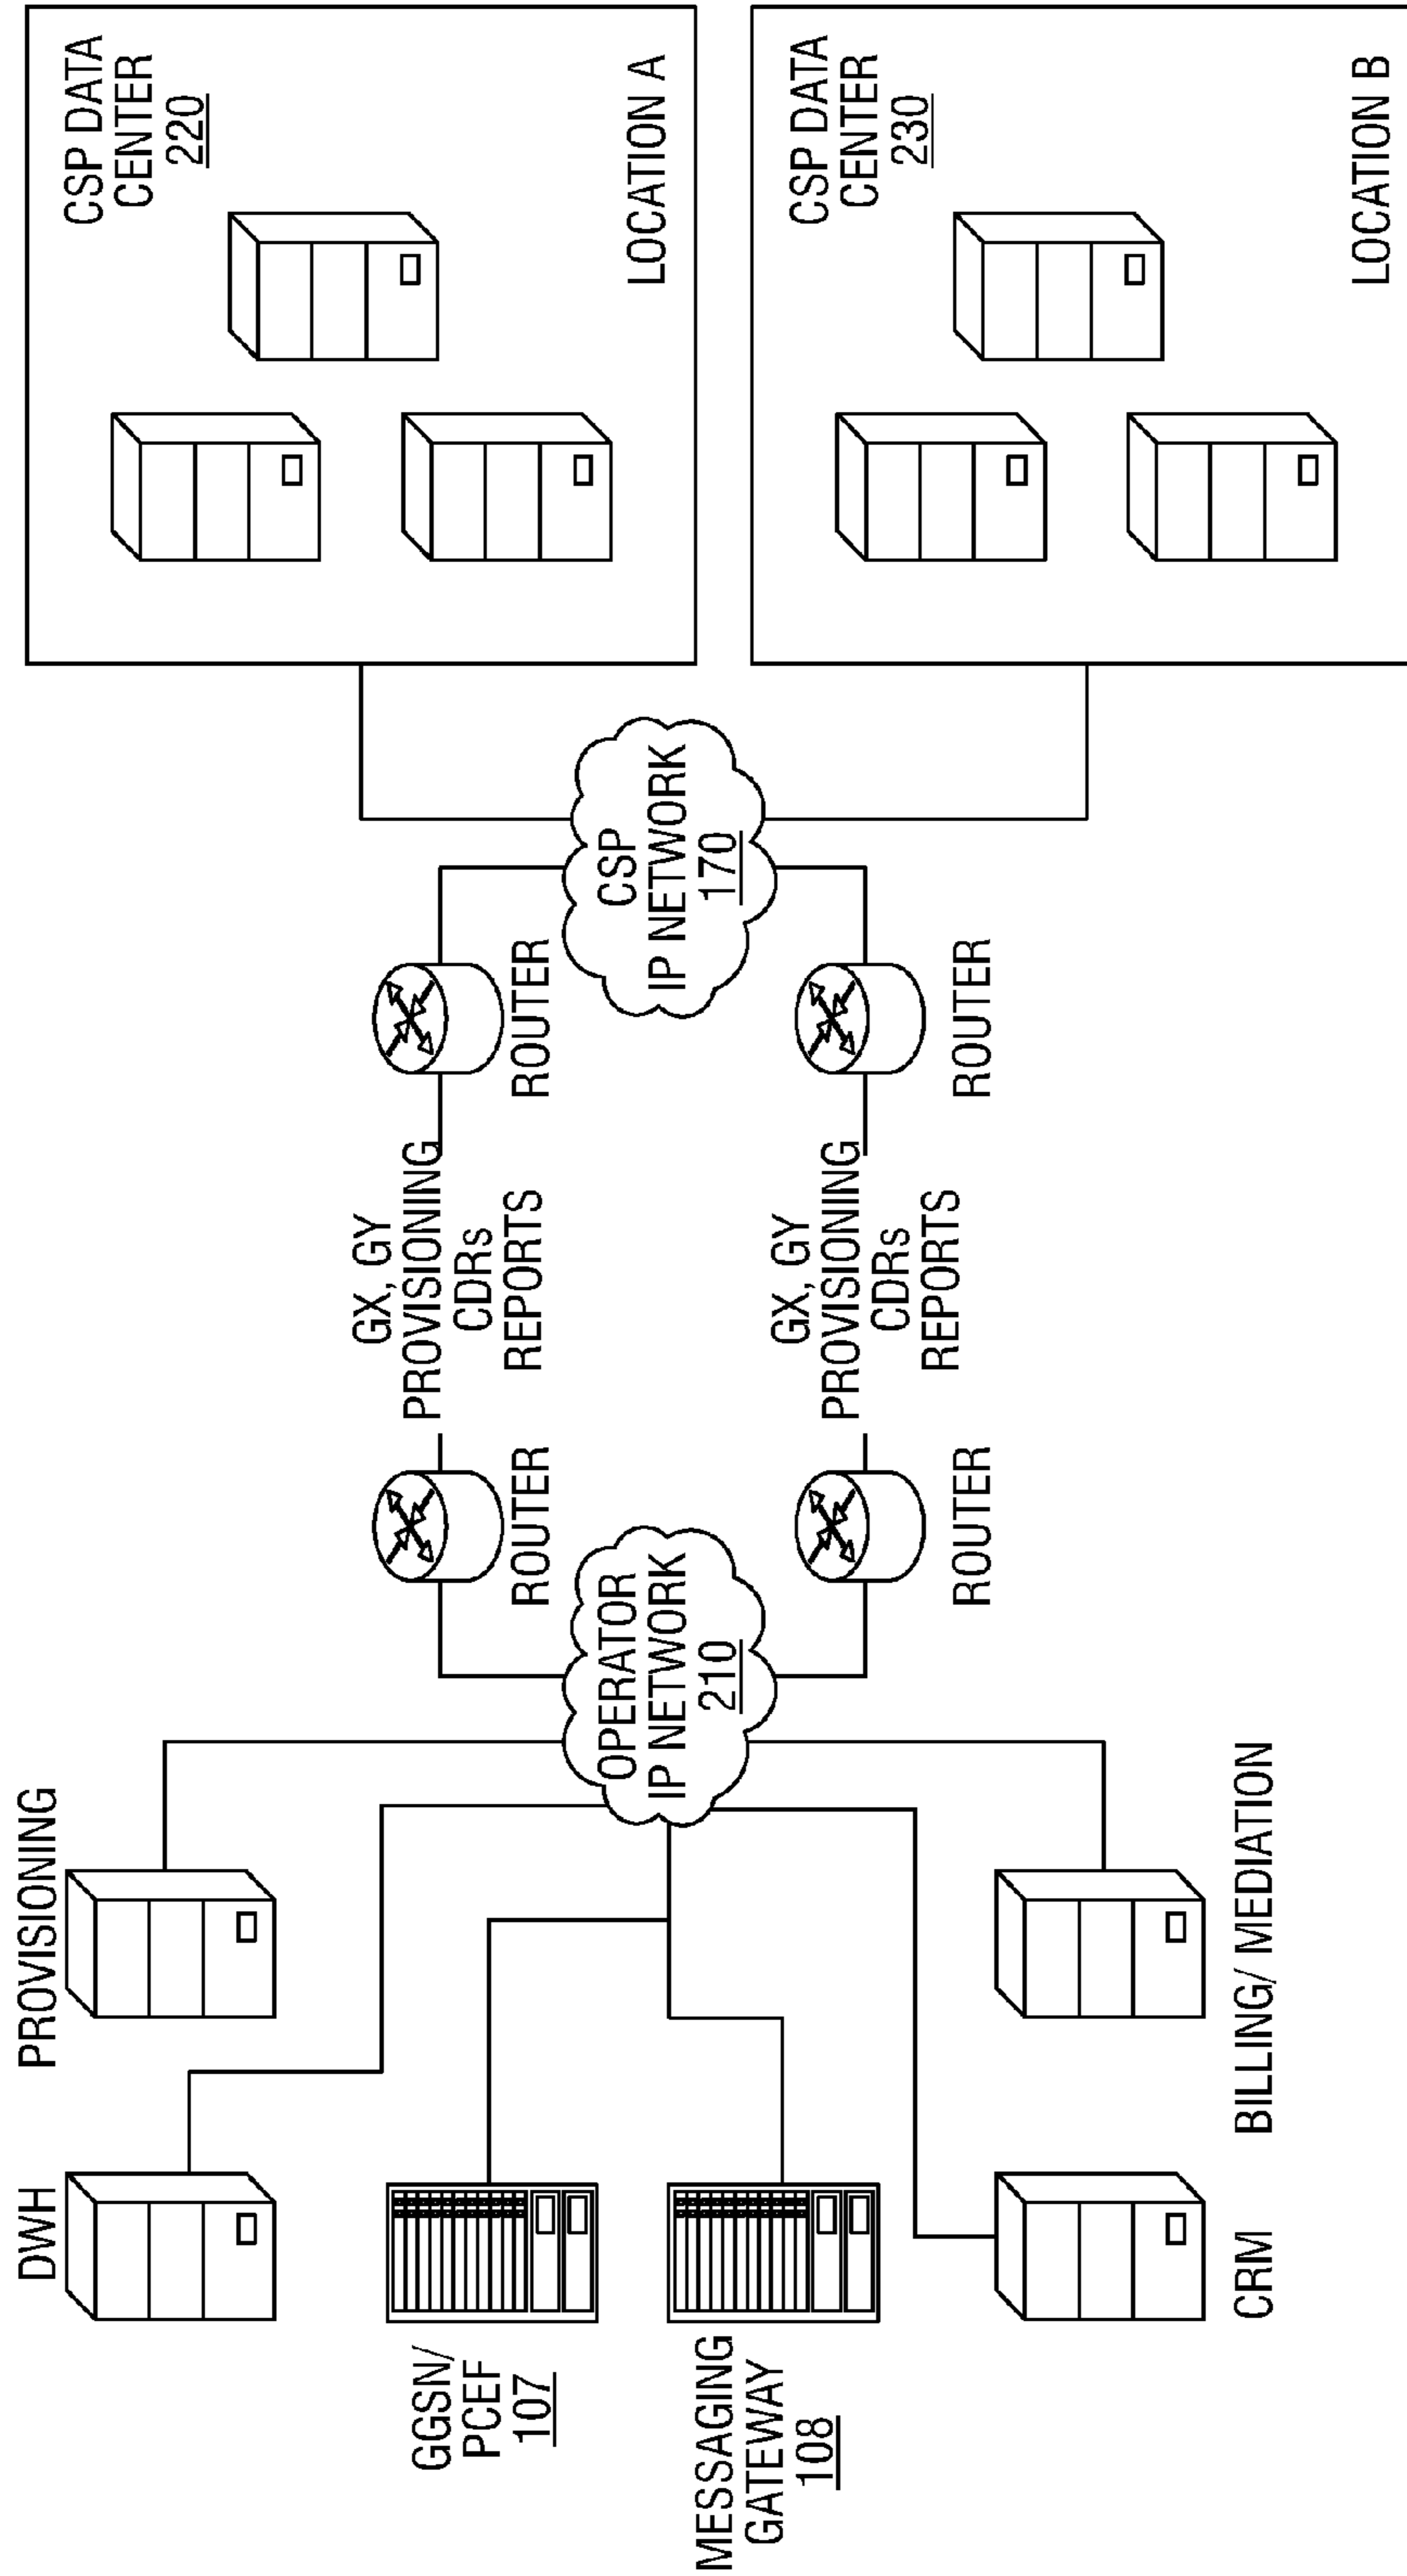 DWH
PROVISIONING
GGSN/
PCEF
107
MESSAGING
GATEWAY
108
CRM
BILLING/ MEDIATION
OPERATOR
IP NETWORK
210
ROUTER
ROUTER
GX, GY
PROVISIONING
CDRs
REPORTS
GX, GY
PROVISIONING
CDRs
REPORTS
ROUTER
ROUTER
CSP
IP NETWORK
170
CSP DATA
CENTER
220
LOCATION A
CSP DATA
CENTER
230
LOCATION B